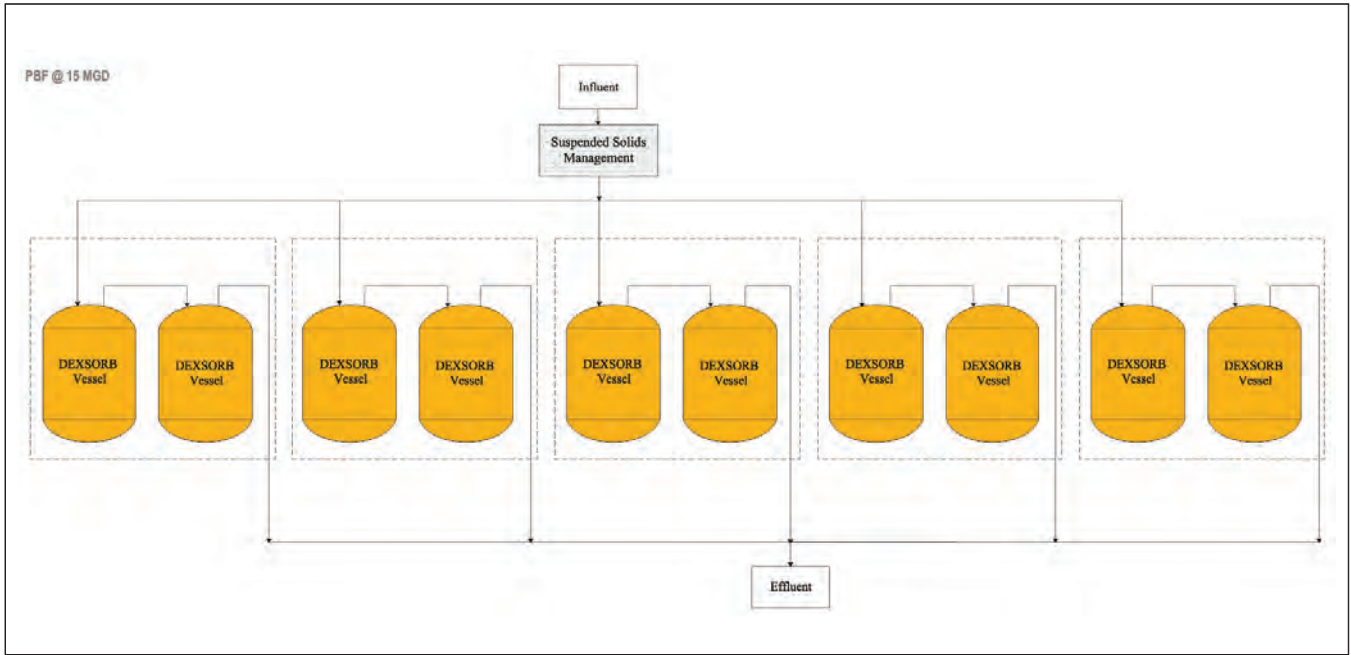 PBF @ 15 MGD
Influent
Suspended Solids
Management
DEXSORB
Vessel
DEXSORB
Vessel
DEXSORB
Vessel
DEXSORB
Vessel
DEXSORB
Vessel
DEXSORB
Vessel
DEXSORB
Vessel
DEXSORB
Vessel
DEXSORB
Vessel
DEXSORB
Vessel
Effluent